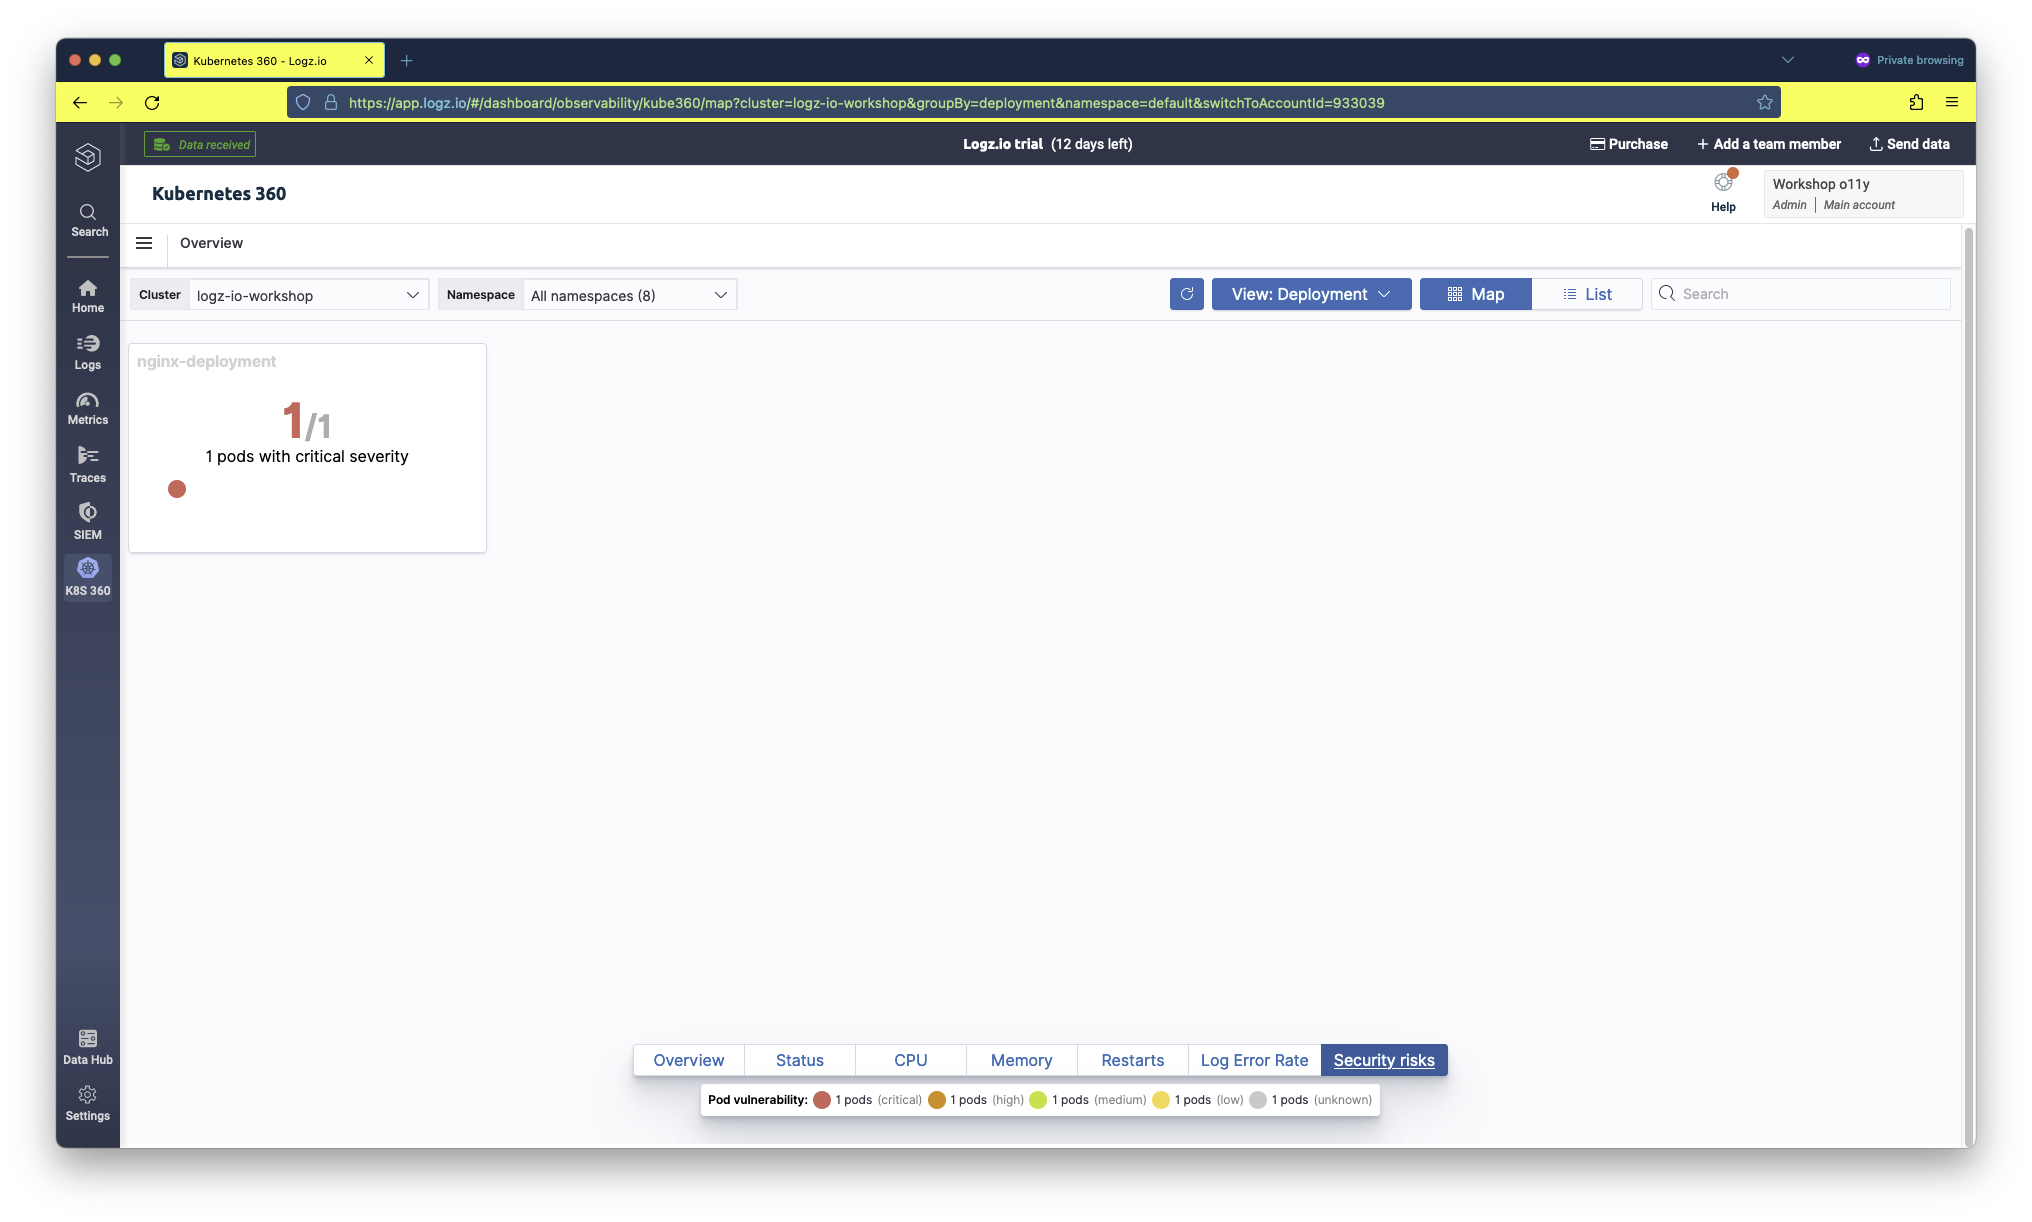 Kubernetes 360 - Logz.io
Private browsing
https://app.logz.io/#/dashboard/observability/kube360/map?cluster=logz-io-workshop&groupBy=deployment&namespace=default&switchToAccountId=933039
Data received
Logz.io trial (12 days left)
Purchase
+ Add a team member
Send data
Kubernetes 360
Help
Workshop o11y
Admin | Main account
Search
Overview
Cluster logz-io-workshop
Namespace All namespaces (8)
View: Deployment
Map
List
Search
Home
Logs
Metrics
Traces
SIEM
K8S 360
nginx-deployment
1/1
1 pods with critical severity
Data Hub
Settings
Overview
Status
CPU
Memory
Restarts
Log Error Rate
Security risks
Pod vulnerability: 1 pods (critical) 1 pods (high) 1 pods (medium) 1 pods (low) 1 pods (unknown)